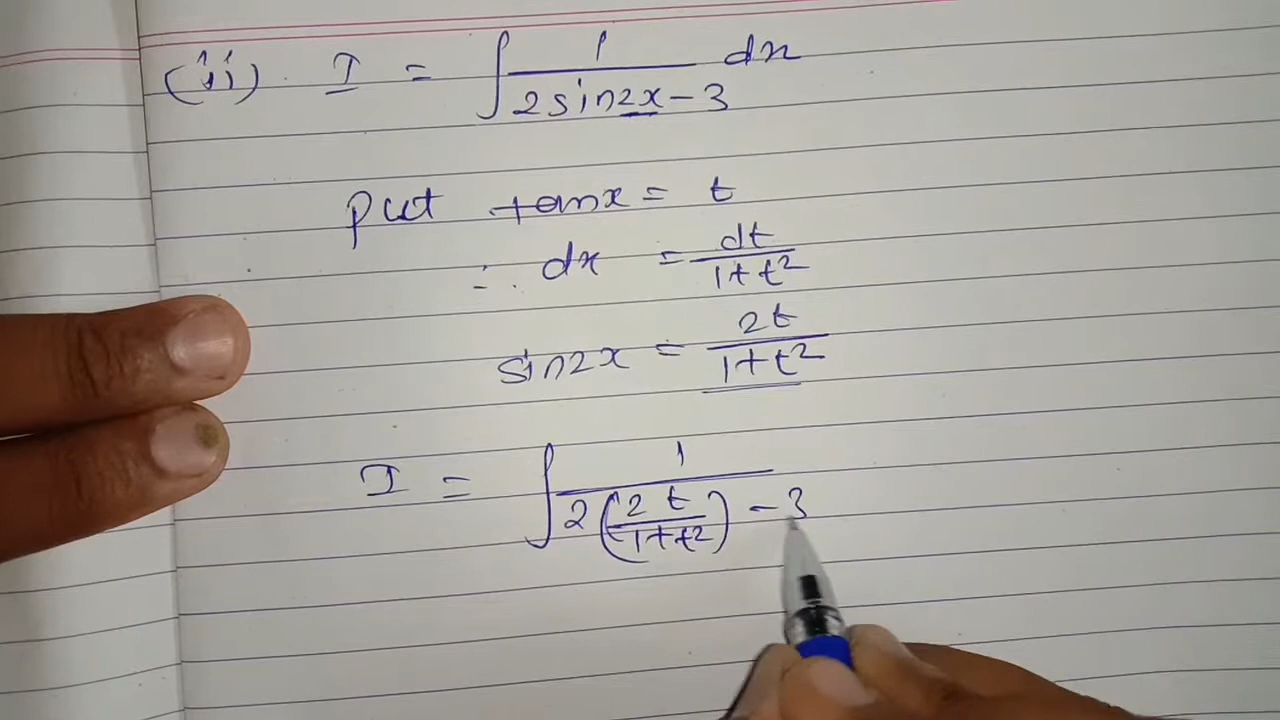 (ii) I = ∫ 1/(2sin2x - 3) dx
Put tanx = t
∴ dx = dt/(1+t²)
sin2x = 2t/(1+t²)
I = ∫ 1/(2(2t/(1+t²)) - 3)